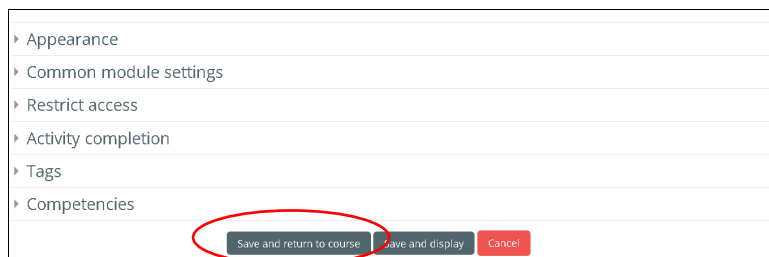 Appearance
Common module settings
Restrict access
Activity completion
Tags
Competencies
Save and return to course Save and display Cancel